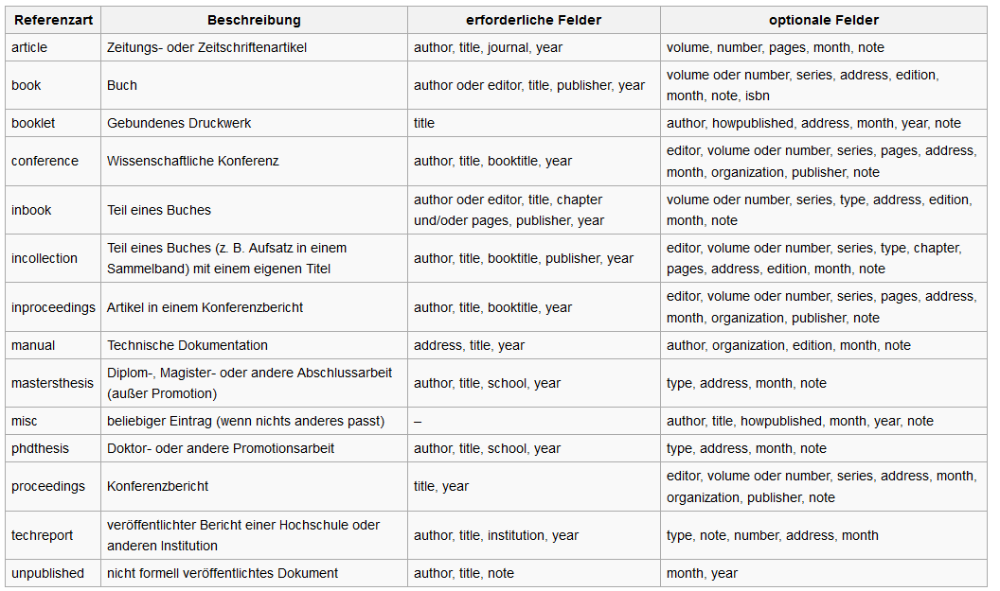 Referenzart Beschreibung erforderliche Felder optionale Felder
article Zeitungs- oder Zeitschriftenartikel author, title, journal, year volume, number, pages, month, note
book Buch author oder editor, title, publisher, year volume oder number, series, address, edition,
month, note, isbn
booklet Gebundenes Druckwerk title author, howpublished, address, month, year, note
conference Wissenschaftliche Konferenz author, title, booktitle, year editor, volume oder number, series, pages, address,
month, organization, publisher, note
inbook Teil eines Buches author oder editor, title, chapter
und/oder pages, publisher, year volume oder number, series, type, address, edition,
month, note
incollection Teil eines Buches (z. B. Aufsatz in einem
Sammelband) mit einem eigenen Titel author, title, booktitle, publisher, year editor, volume oder number, series, type, chapter,
pages, address, edition, month, note
inproceedings Artikel in einem Konferenzbericht author, title, booktitle, year editor, volume oder number, series, pages, address,
month, organization, publisher, note
manual Technische Dokumentation address, title, year author, organization, edition, month, note
mastersthesis Diplom-, Magister- oder andere Abschlussarbeit
(außer Promotion) author, title, school, year type, address, month, note
misc beliebiger Eintrag (wenn nichts anderes passt) – author, title, howpublished, month, year, note
phdthesis Doktor- oder andere Promotionsarbeit author, title, school, year type, address, month, note
proceedings Konferenzbericht title, year editor, volume oder number, series, address, month,
organization, publisher, note
techreport veröffentlichter Bericht einer Hochschule oder
anderen Institution author, title, institution, year type, note, number, address, month
unpublished nicht formell veröffentlichtes Dokument author, title, note month, year